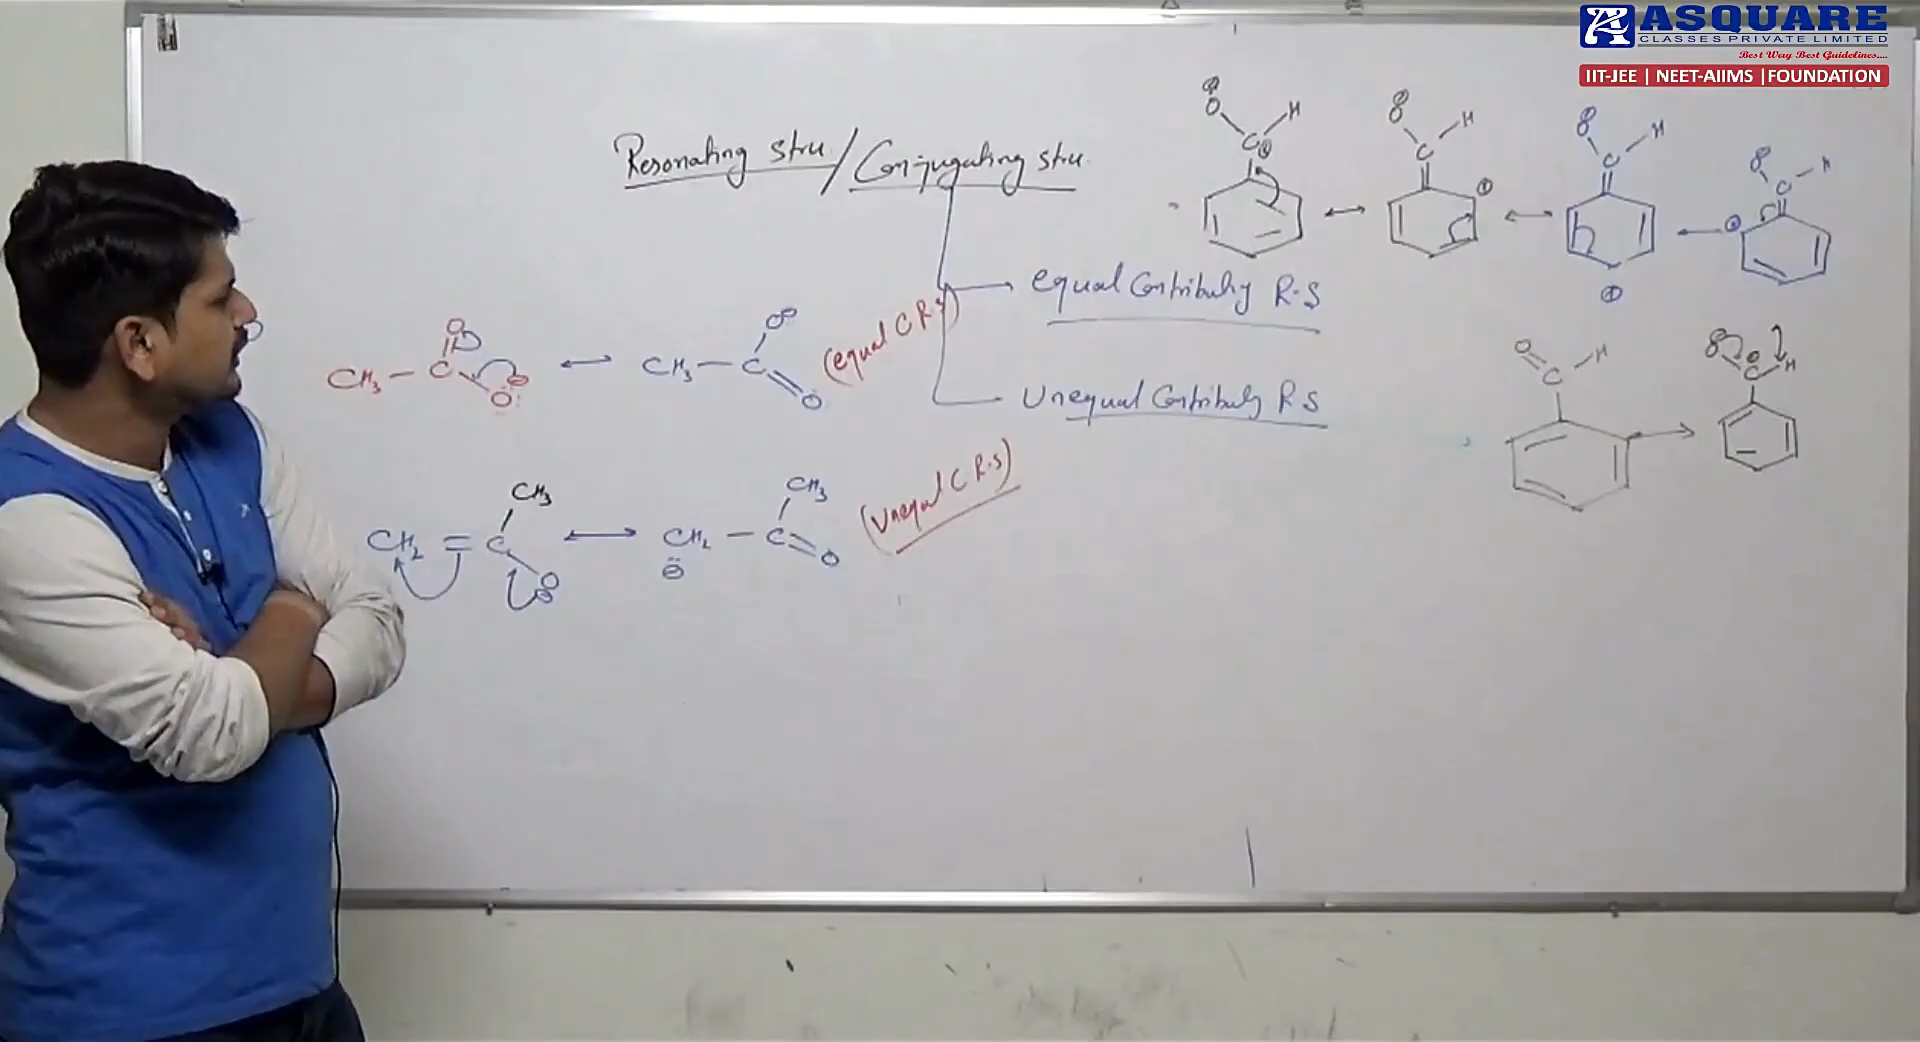 ASQUARE
CLASSES PRIVATE LIMITED
Best Way Best Guidelines....
IIT-JEE | NEET-AIIMS |FOUNDATION
Resonating stru / Conjugating stru.
equal Contributing R.S
Unequal Contributing R S
CH3 – C O O ⊖ ↔ CH3 – C O⊖ O
(equal C R.S)
CH2 = C CH3 O⊖ ↔ CH2 – C CH3 O
⊖
(Unequal C R.S)
O⊖ C⊕ H ↔ O⊖ C H ⊕ ↔ O⊖ C H ⊕ ← O⊖ C H ⊕
O C H → O⊖ C⊕ H